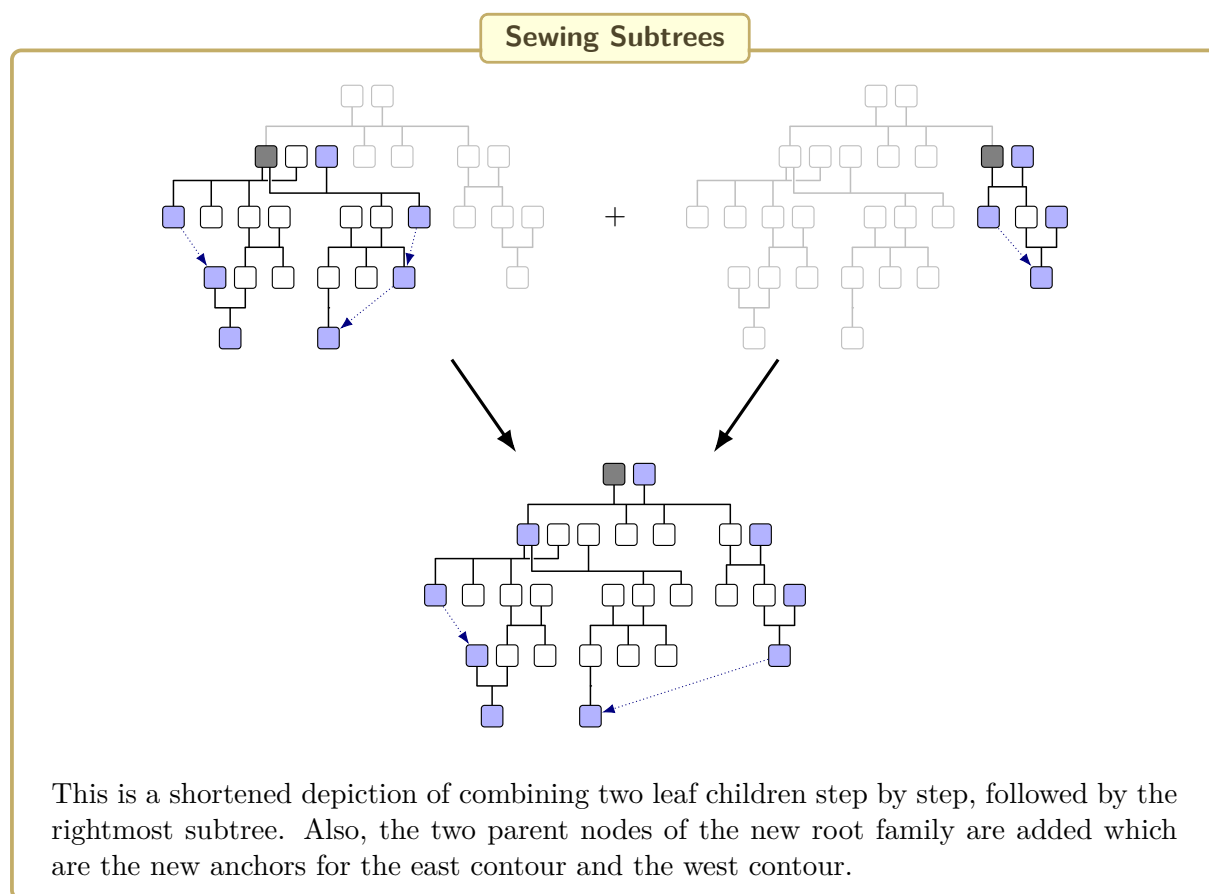 Sewing Subtrees
+
This is a shortened depiction of combining two leaf children step by step, followed by the
rightmost subtree. Also, the two parent nodes of the new root family are added which
are the new anchors for the east contour and the west contour.